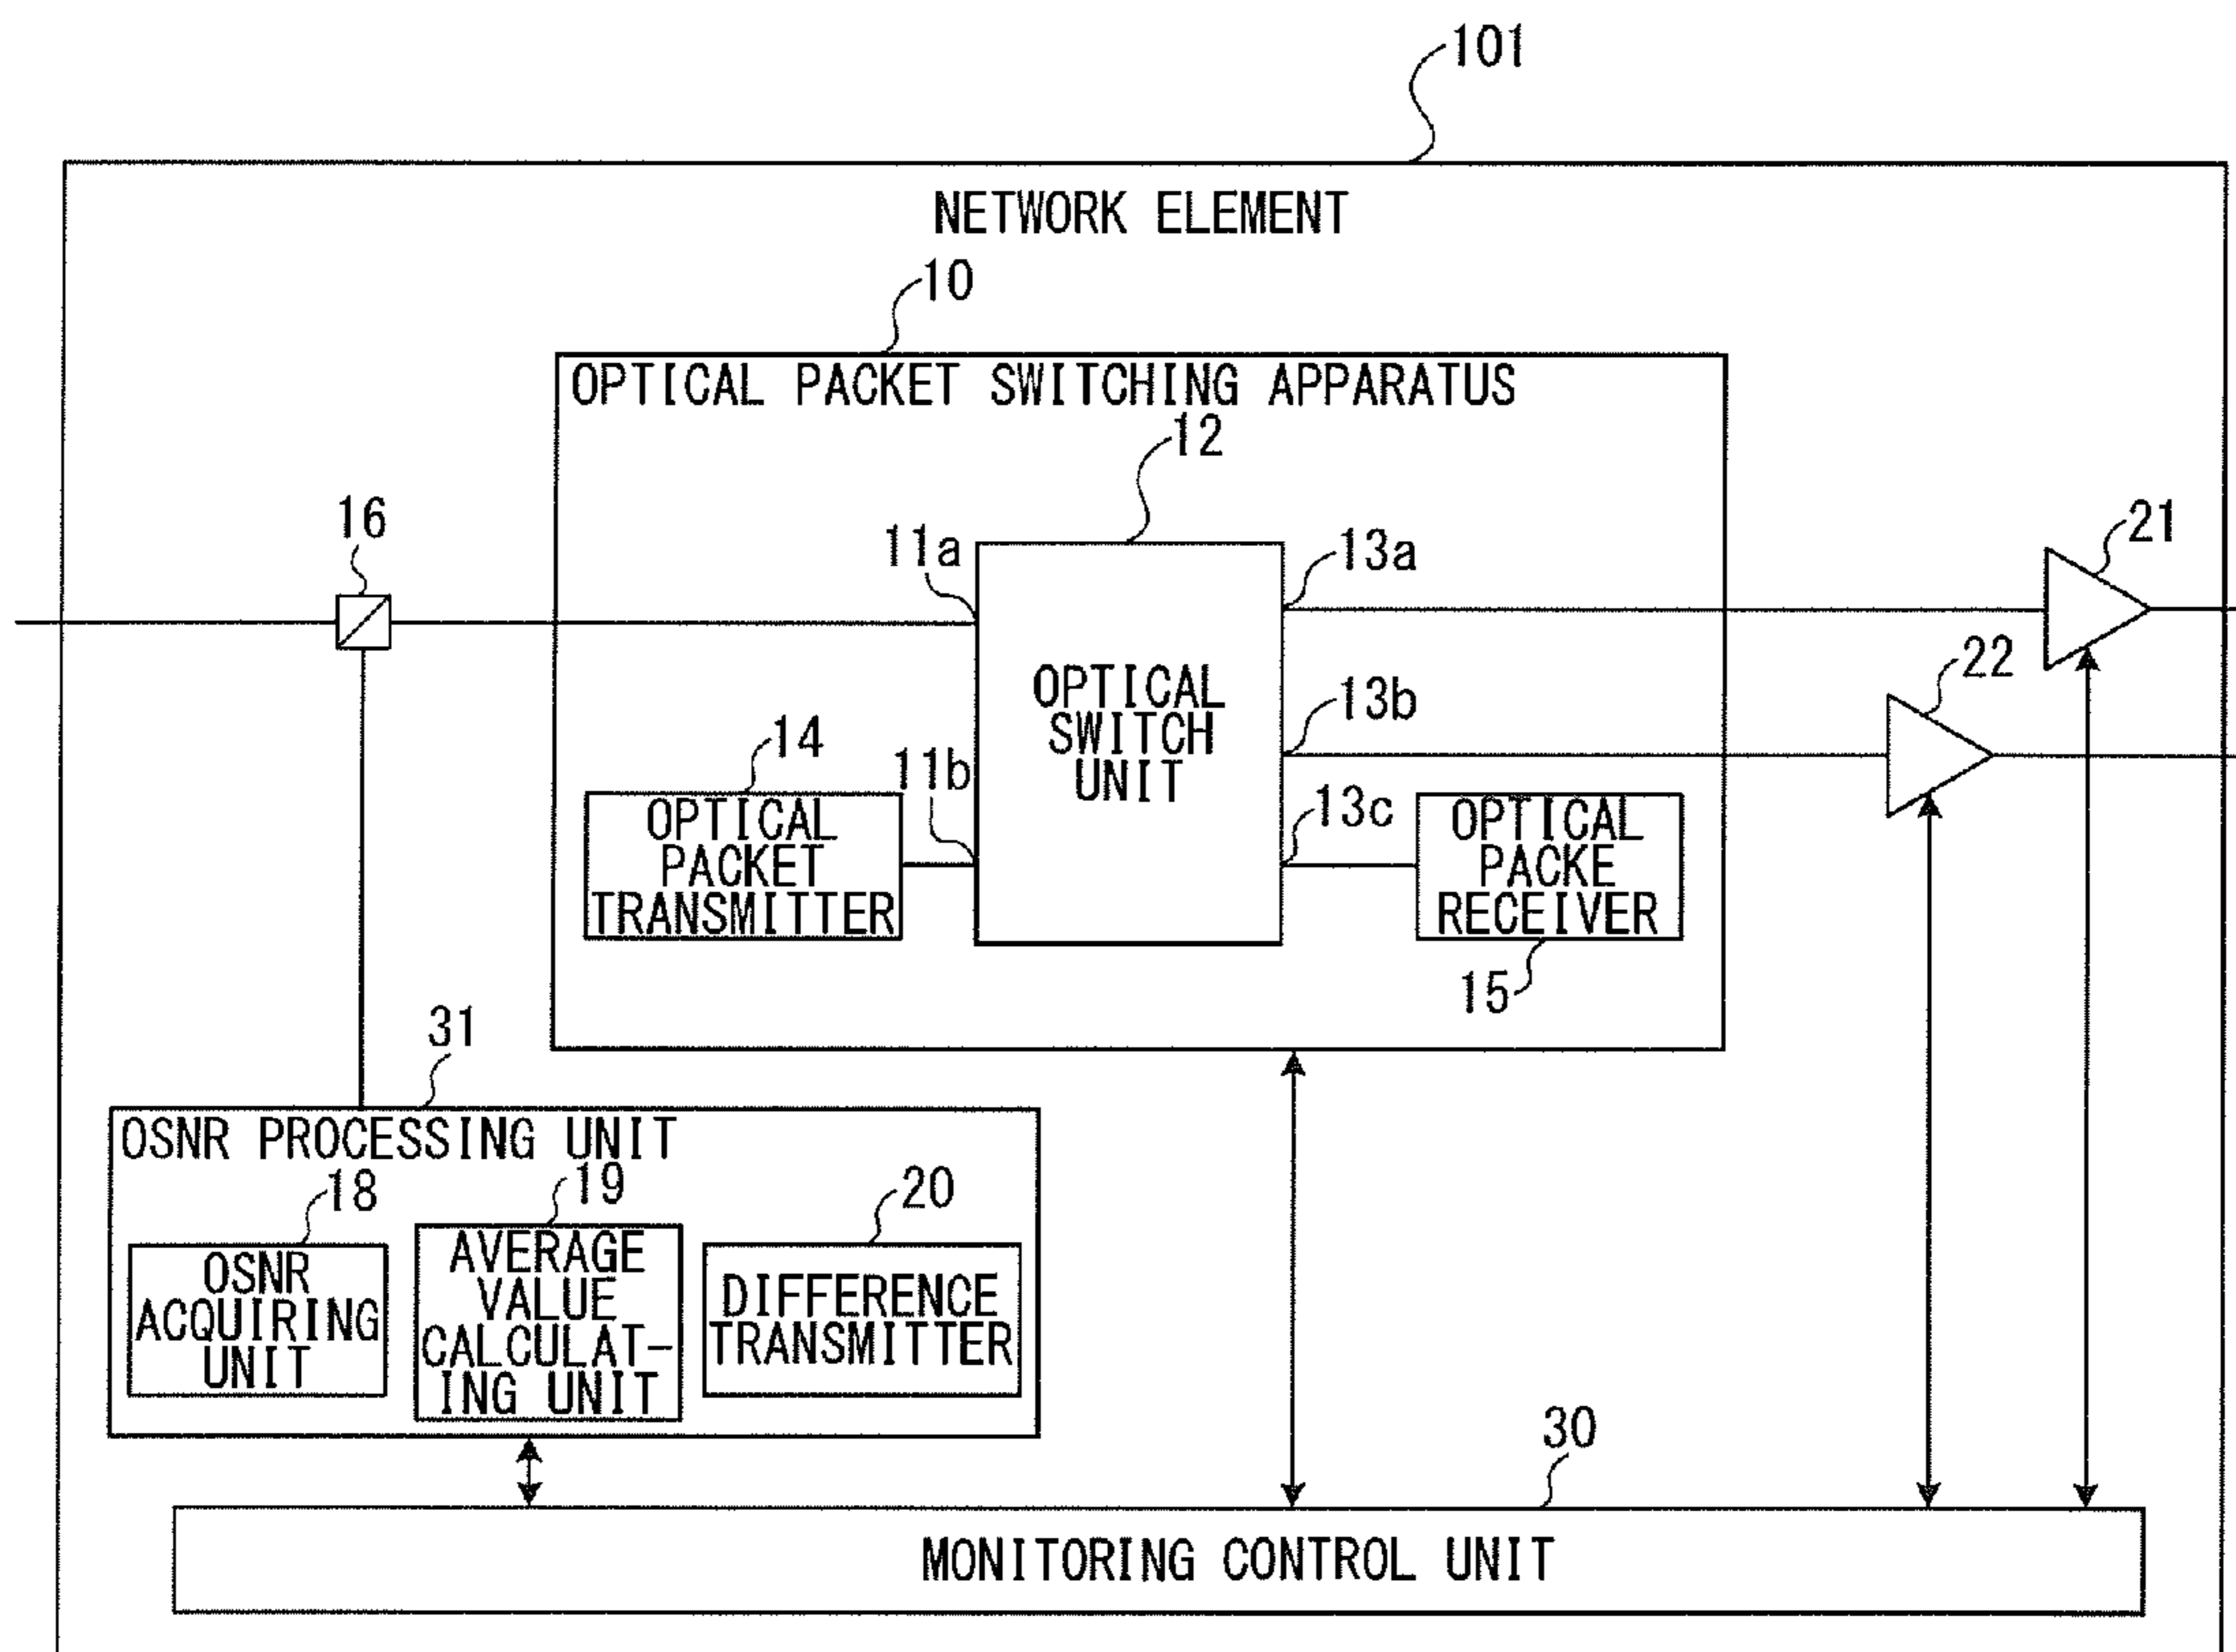 101
NETWORK ELEMENT
10
OPTICAL PACKET SWITCHING APPARATUS
12
16
11a
13a
21
OPTICAL
SWITCH
UNIT
22
13b
14
11b
13c
OPTICAL
PACKET
TRANSMITTER
OPTICAL
PACKE
RECEIVER
15
31
OSNR PROCESSING UNIT
18
19
20
OSNR
ACQUIRING
UNIT
AVERAGE
VALUE
CALCULAT-
ING UNIT
DIFFERENCE
TRANSMITTER
30
MONITORING CONTROL UNIT